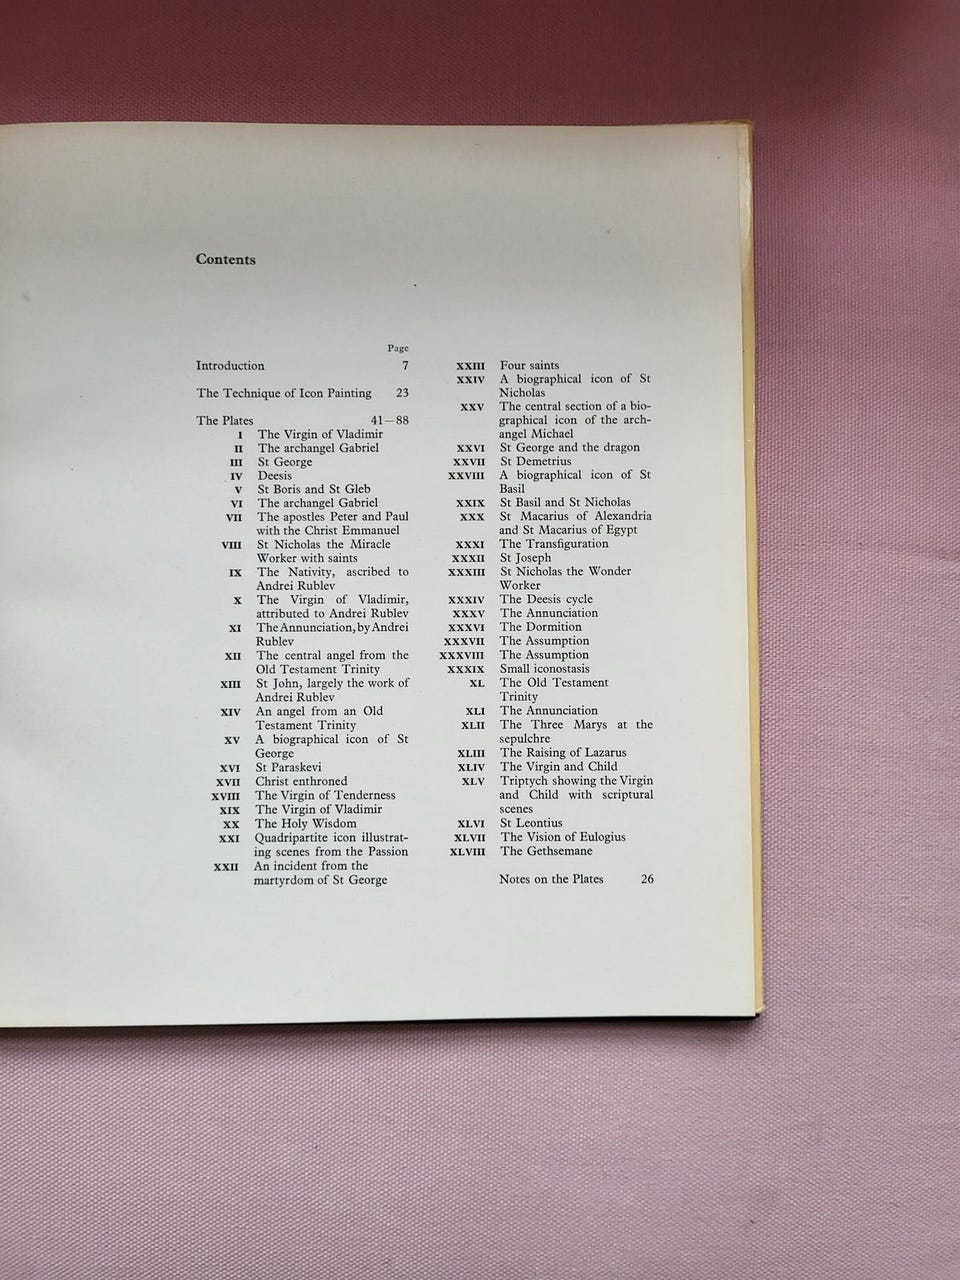 Contents
Page
Introduction 7
The Technique of Icon Painting 23
The Plates 41—88
I The Virgin of Vladimir
II The archangel Gabriel
III St George
IV Deesis
V St Boris and St Gleb
VI The archangel Gabriel
VII The apostles Peter and Paul
with the Christ Emmanuel
VIII St Nicholas the Miracle
Worker with saints
IX The Nativity, ascribed to
Andrei Rublev
X The Virgin of Vladimir,
attributed to Andrei Rublev
XI The Annunciation, by Andrei
Rublev
XII The central angel from the
Old Testament Trinity
XIII St John, largely the work of
Andrei Rublev
XIV An angel from an Old
Testament Trinity
XV A biographical icon of St
George
XVI St Paraskevi
XVII Christ enthroned
XVIII The Virgin of Tenderness
XIX The Virgin of Vladimir
XX The Holy Wisdom
XXI Quadripartite icon illustrat-
ing scenes from the Passion
XXII An incident from the
martyrdom of St George
XXIII Four saints
XXIV A biographical icon of St
Nicholas
XXV The central section of a bio-
graphical icon of the arch-
angel Michael
XXVI St George and the dragon
XXVII St Demetrius
XXVIII A biographical icon of St
Basil
XXIX St Basil and St Nicholas
XXX St Macarius of Alexandria
and St Macarius of Egypt
XXXI The Transfiguration
XXXII St Joseph
XXXIII St Nicholas the Wonder
Worker
XXXIV The Deesis cycle
XXXV The Annunciation
XXXVI The Dormition
XXXVII The Assumption
XXXVIII The Assumption
XXXIX Small iconostasis
XL The Old Testament
Trinity
XLI The Annunciation
XLII The Three Marys at the
sepulchre
XLIII The Raising of Lazarus
XLIV The Virgin and Child
XLV Triptych showing the Virgin
and Child with scriptural
scenes
XLVI St Leontius
XLVII The Vision of Eulogius
XLVIII The Gethsemane
Notes on the Plates 26